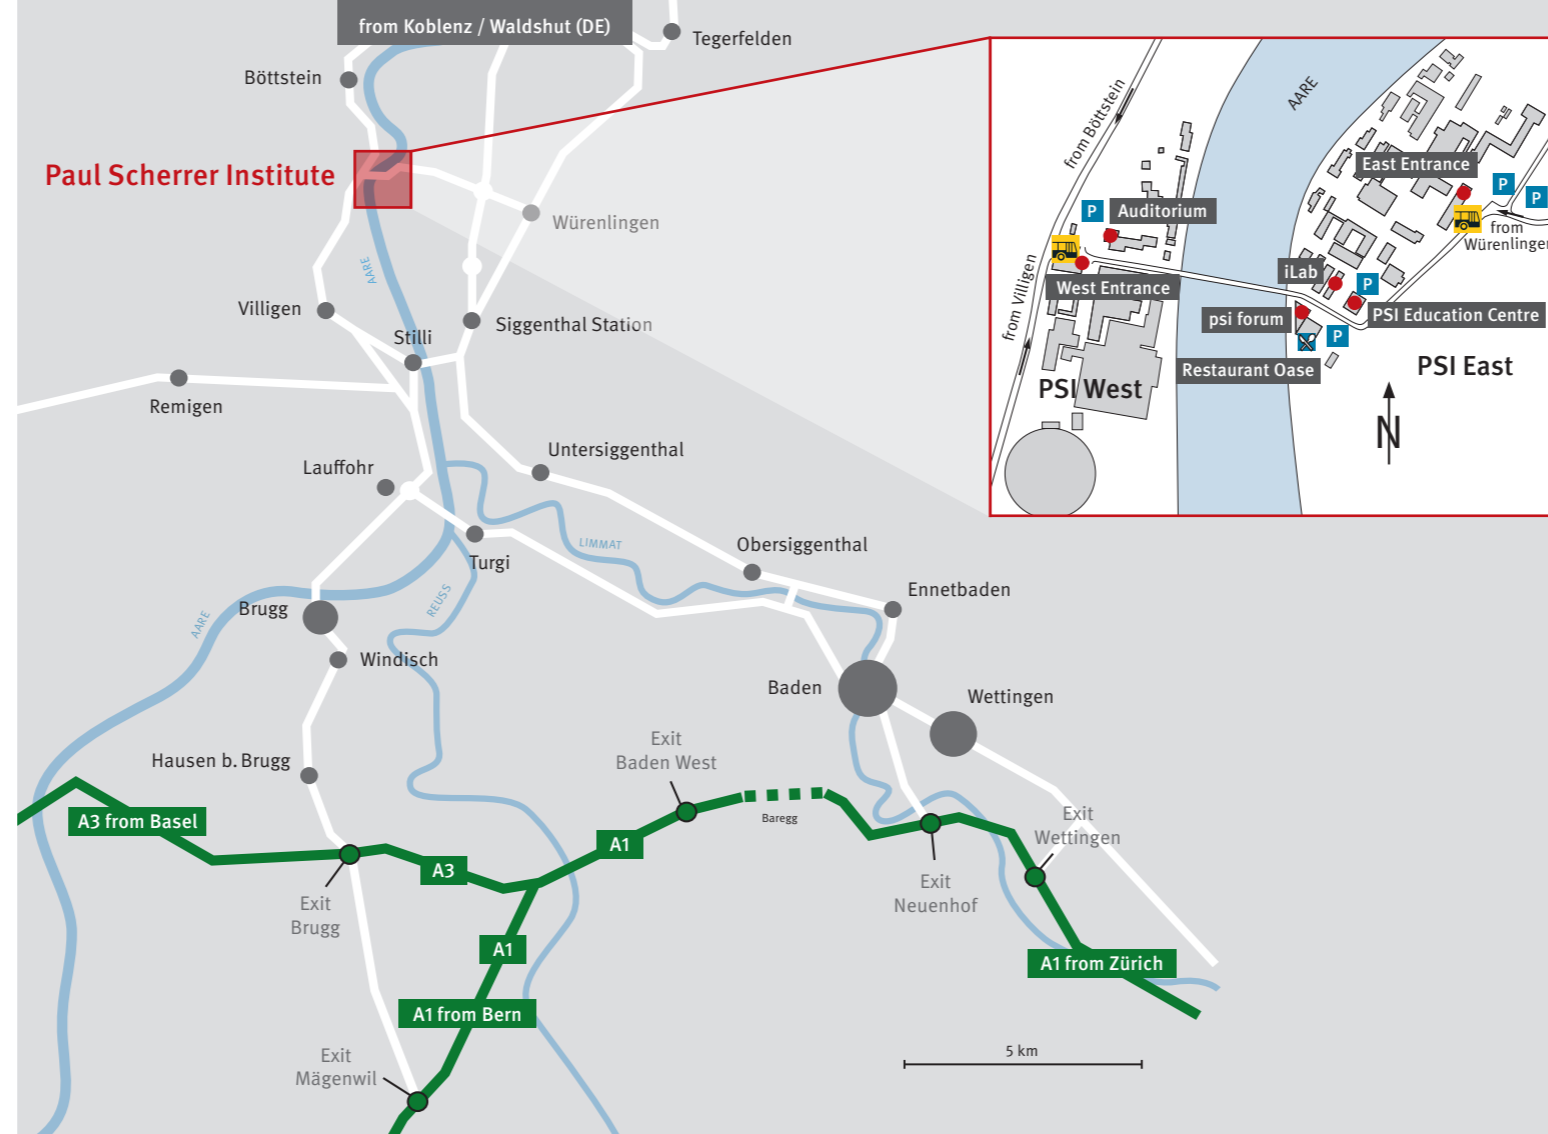 from Koblenz / Waldshut (DE)
Tegerfelden
Böttstein
Paul Scherrer Institute
Würenlingen
AARE
Villigen
Siggenthal Station
Stilli
Remigen
Untersiggenthal
Lauffohr
Turgi
LIMMAT
Obersiggenthal
Ennetbaden
REUSS
AARE
Brugg
Windisch
Baden
Wettingen
Hausen b. Brugg
Exit
Baden West
A3 from Basel
Baregg
A1
A3
Exit
Wettingen
Exit
Neuenhof
Exit
Brugg
A1
A1 from Zürich
A1 from Bern
Exit
Mägenwil
5 km
from Böttstein
AARE
East Entrance
P
P
P
Auditorium
from
Würenlingen
from Villigen
iLab
P
West Entrance
psi forum
PSI Education Centre
P
Restaurant Oase
PSI East
PSI West
N